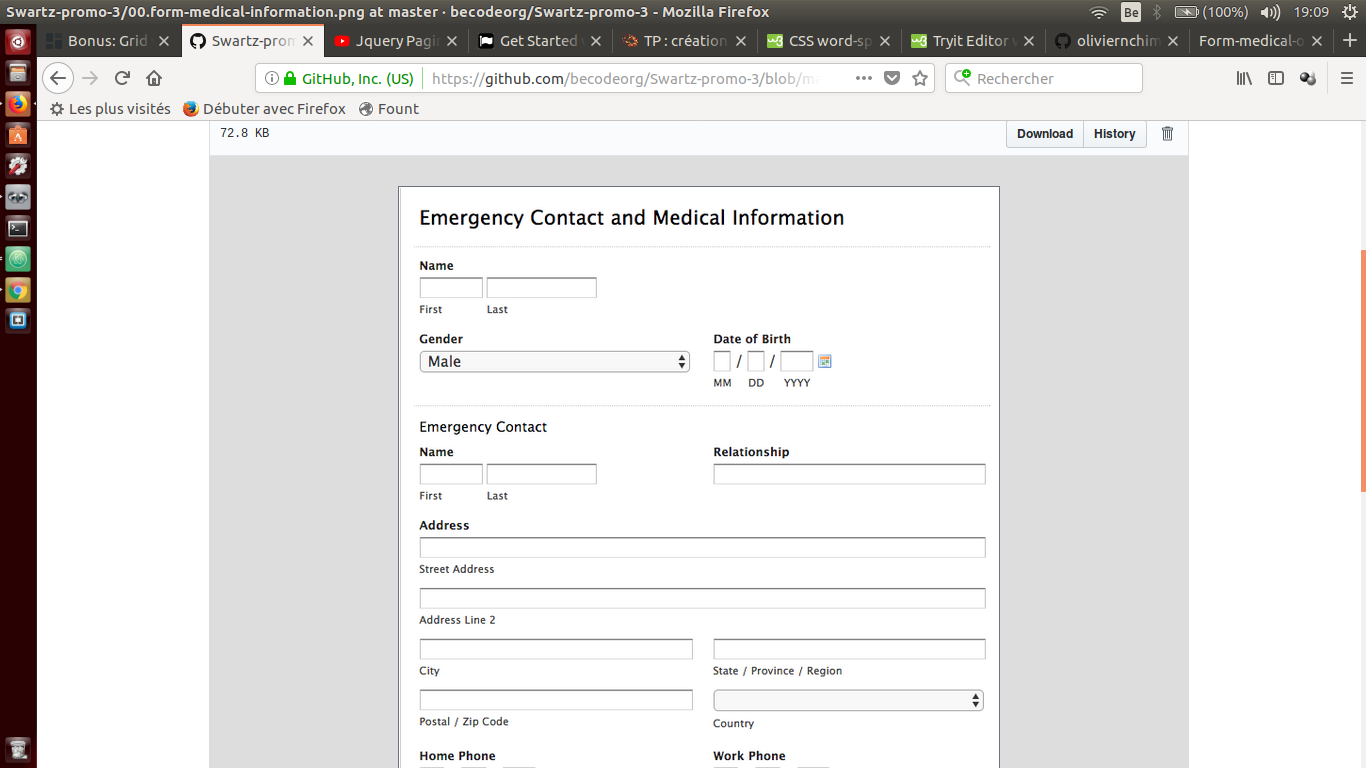 Swartz-promo-3/00.form-medical-information.png at master · becodeorg/Swartz-promo-3 - Mozilla Firefox
Be (100%) 19:09
Bonus: Grid Swartz-prom Jquery Pagin Get Started TP : création CSS word-sp Tryit Editor v oliviernchim Form-medical-o
GitHub, Inc. (US) https://github.com/becodeorg/Swartz-promo-3/blob/ma Rechercher
Les plus visités Débuter avec Firefox Fount
72.8 KB Download History
Emergency Contact and Medical Information
Name
First Last
Gender Date of Birth
Male / /
MM DD YYYY
Emergency Contact
Name Relationship
First Last
Address
Street Address
Address Line 2
City State / Province / Region
Postal / Zip Code Country
Home Phone Work Phone